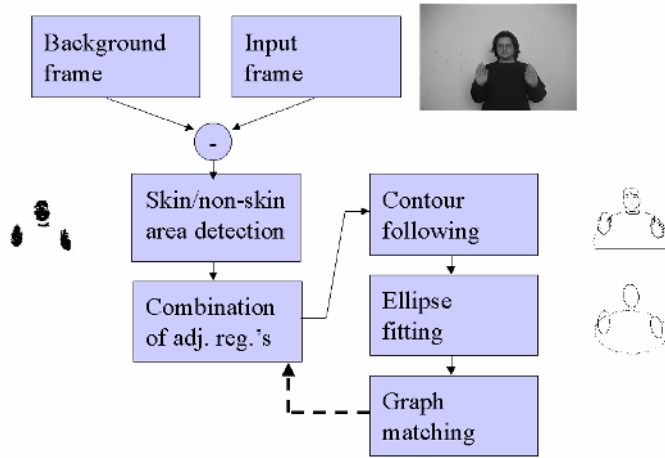 Background
frame
Input
frame
-
Skin/non-skin
area detection
Combination
of adj. reg.'s
Contour
following
Ellipse
fitting
Graph
matching